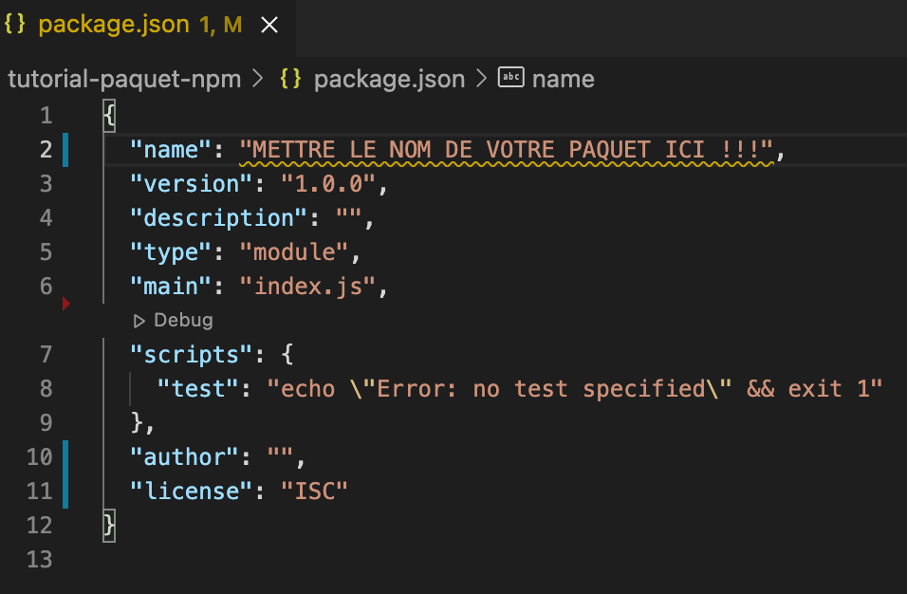 {} package.json 1, M ×
tutorial-paquet-npm > {} package.json > abc name
1 {
2 "name": "METTRE LE NOM DE VOTRE PAQUET ICI !!!",
3 "version": "1.0.0",
4 "description": "",
5 "type": "module",
6 "main": "index.js",
Debug
7 "scripts": {
8 "test": "echo \"Error: no test specified\" && exit 1"
9 },
10 "author": "",
11 "license": "ISC"
12 }
13